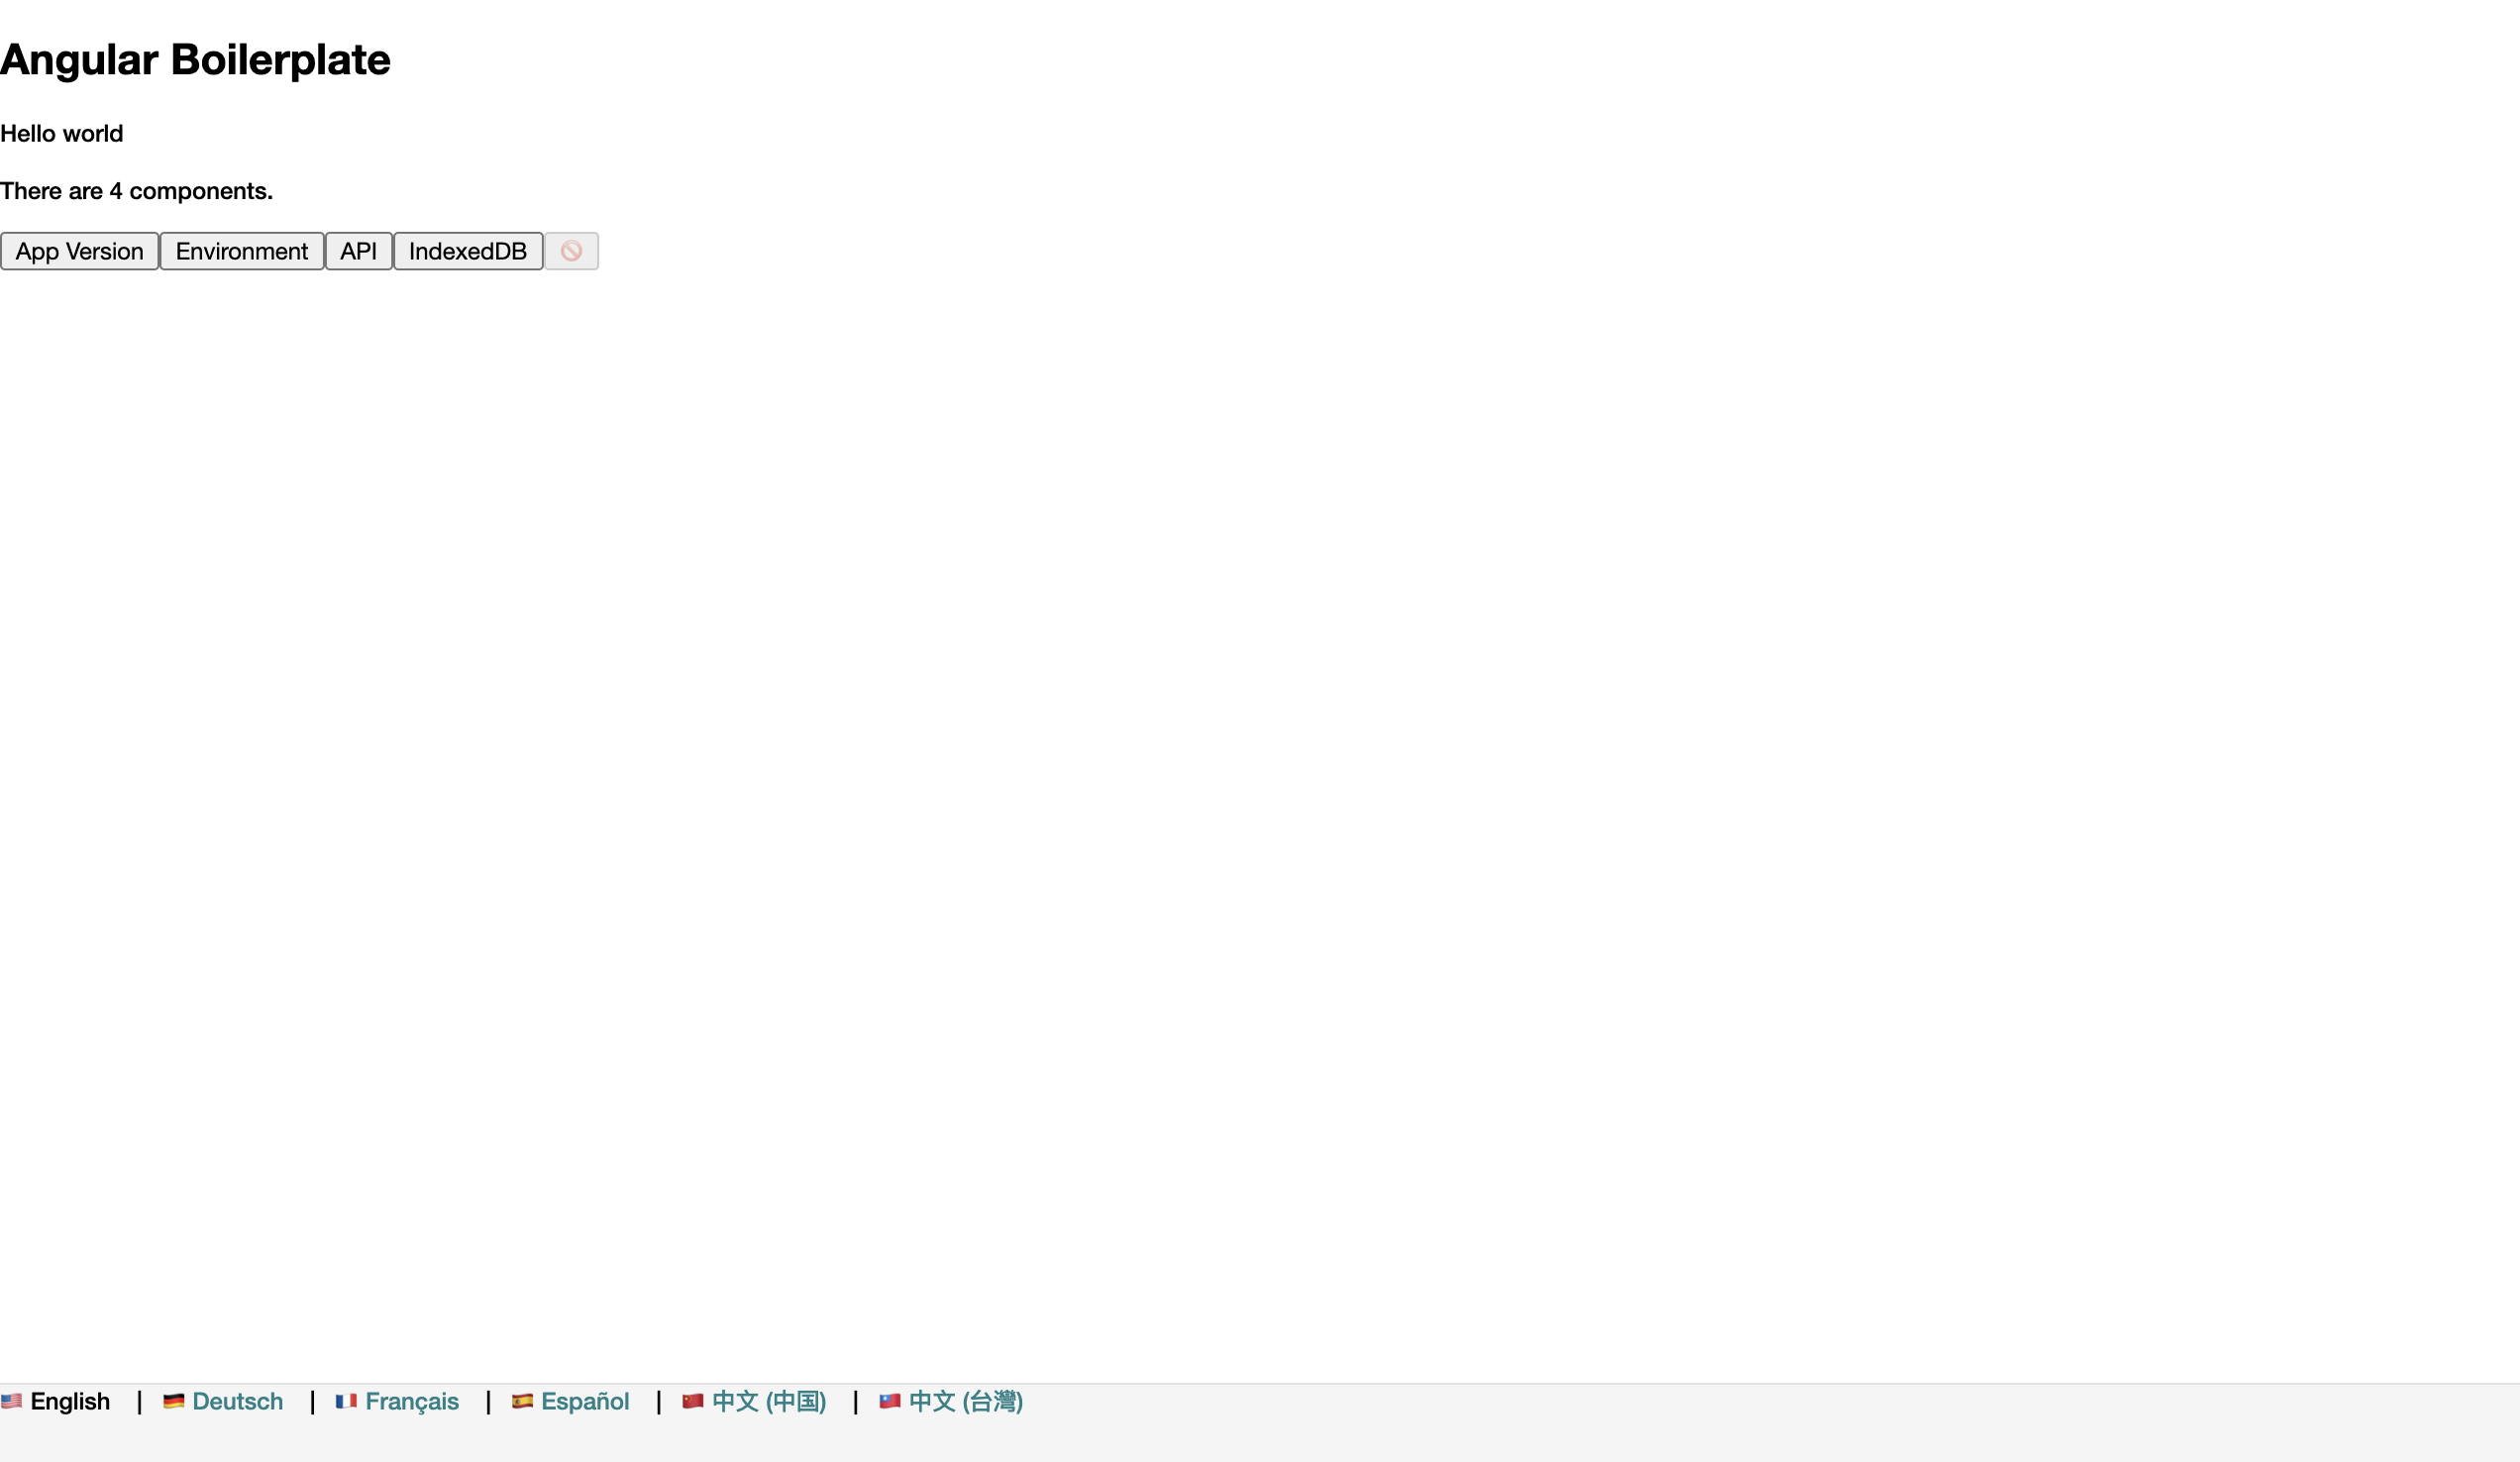 Angular Boilerplate
Hello world
There are 4 components.
App Version Environment API IndexedDB 🚫
🇺🇸 English | 🇩🇪 Deutsch | 🇫🇷 Français | 🇪🇸 Español | 🇨🇳 中文 (中国) | 🇹🇼 中文 (台灣)